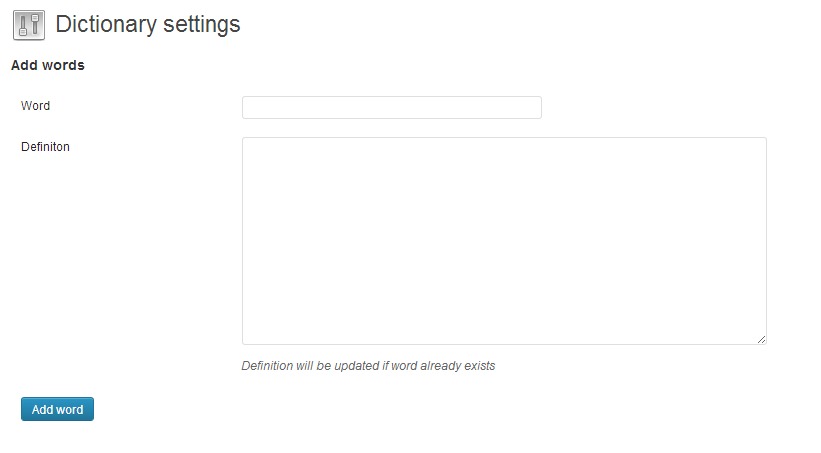 Dictionary settings
Add words
Word
Definiton
Definition will be updated if word already exists
Add word